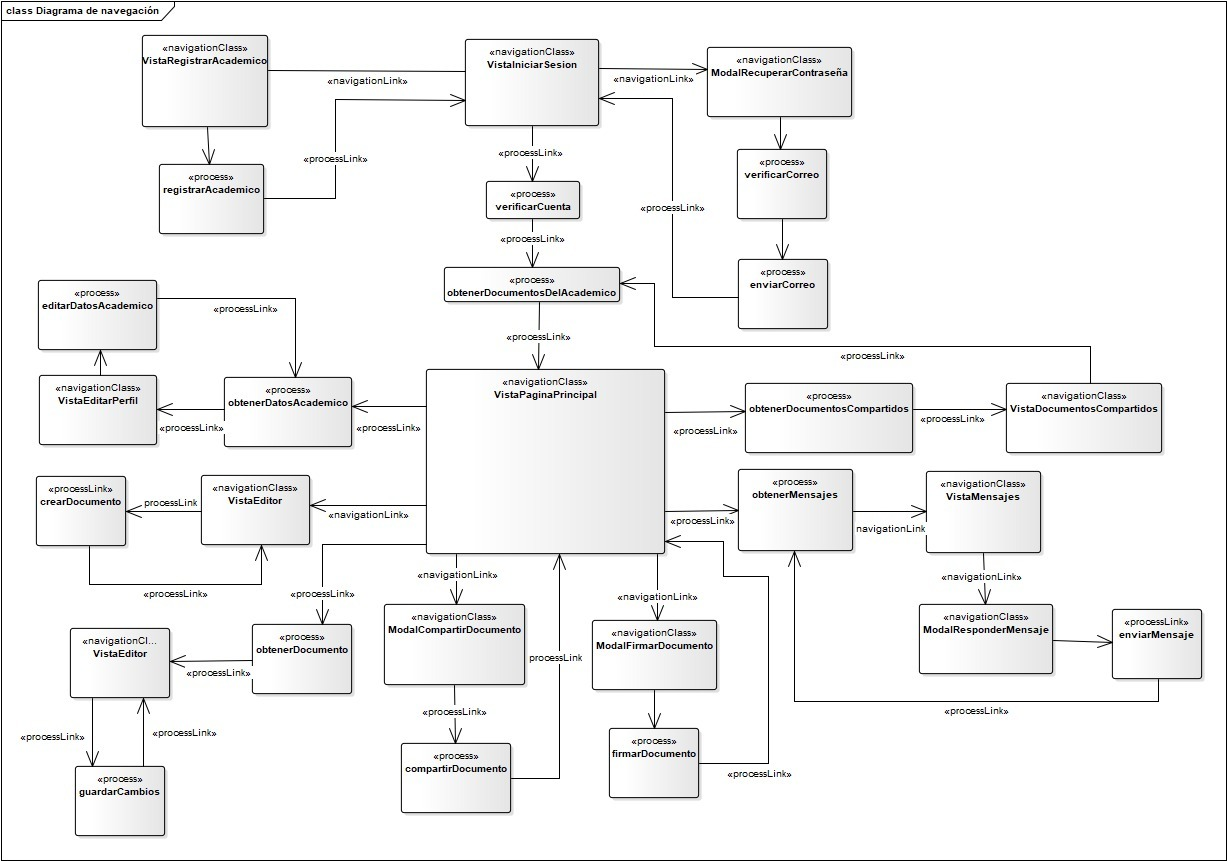 class Diagrama de navegación
«navigationClass»
VistaRegistrarAcademico
«navigationLink»
«navigationClass»
VistaIniciarSesion
«navigationLink»
«navigationClass»
ModalRecuperarContraseña
«process»
registrarAcademico
«processLink»
«processLink»
«process»
verificarCuenta
«processLink»
«process»
verificarCorreo
«processLink»
«process»
enviarCorreo
«process»
obtenerDocumentosDelAcademico
«processLink»
«processLink»
«process»
editarDatosAcademico
«processLink»
«navigationClass»
VistaEditarPerfil
«processLink»
«process»
obtenerDatosAcademico
«processLink»
«navigationClass»
VistaPaginaPrincipal
«processLink»
«process»
obtenerDocumentosCompartidos
«processLink»
«navigationClass»
VistaDocumentosCompartidos
«processLink»
crearDocumento
processLink
«navigationClass»
VistaEditor
«navigationLink»
«processLink»
«processLink»
«process»
obtenerMensajes
navigationLink
«navigationClass»
VistaMensajes
«navigationLink»
«navigationClass»
ModalResponderMensaje
«processLink»
enviarMensaje
«processLink»
«processLink»
«process»
obtenerDocumento
«processLink»
«navigationCl...
VistaEditor
«processLink»
«processLink»
«process»
guardarCambios
«navigationLink»
«navigationClass»
ModalCompartirDocumento
«processLink»
«process»
compartirDocumento
processLink
«navigationLink»
«navigationClass»
ModalFirmarDocumento
«process»
firmarDocumento
«processLink»